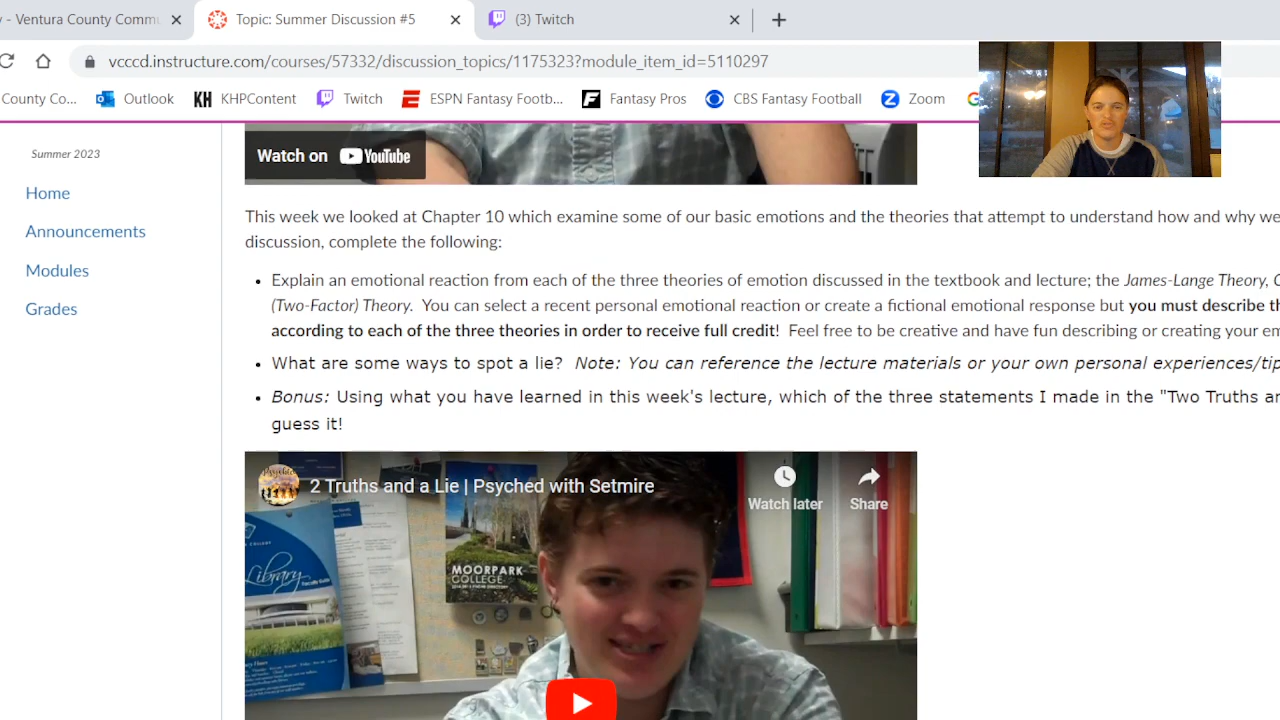 - Ventura County Commu
Topic: Summer Discussion #5
(3) Twitch
vcccd.instructure.com/courses/57332/discussion_topics/1175323?module_item_id=5110297
County Co...
Outlook
KH KHPContent
Twitch
ESPN Fantasy Footb...
Fantasy Pros
CBS Fantasy Football
Zoom
Summer 2023
Home
Announcements
Modules
Grades
Watch on YouTube
This week we looked at Chapter 10 which examine some of our basic emotions and the theories that attempt to understand how and why we
discussion, complete the following:
Explain an emotional reaction from each of the three theories of emotion discussed in the textbook and lecture; the James-Lange Theory, C
(Two-Factor) Theory. You can select a recent personal emotional reaction or create a fictional emotional response but you must describe th
according to each of the three theories in order to receive full credit! Feel free to be creative and have fun describing or creating your em
What are some ways to spot a lie? Note: You can reference the lecture materials or your own personal experiences/tip
Bonus: Using what you have learned in this week's lecture, which of the three statements I made in the "Two Truths an
guess it!
2 Truths and a Lie | Psyched with Setmire
Watch later
Share
MOORPARK
COLLEGE
Library